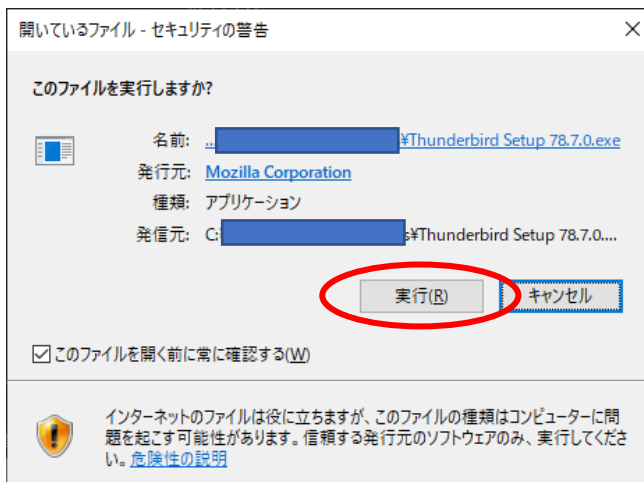 開いているファイル - セキュリティの警告
このファイルを実行しますか?
名前: ...¥Thunderbird Setup 78.7.0.exe
発行元: Mozilla Corporation
種類: アプリケーション
発信元: C:s¥Thunderbird Setup 78.7.0....
実行(R) キャンセル
このファイルを開く前に常に確認する(W)
インターネットのファイルは役に立ちますが、このファイルの種類はコンピューターに問
題を起こす可能性があります。信頼する発行元のソフトウェアのみ、実行してくださ
い。危険性の説明